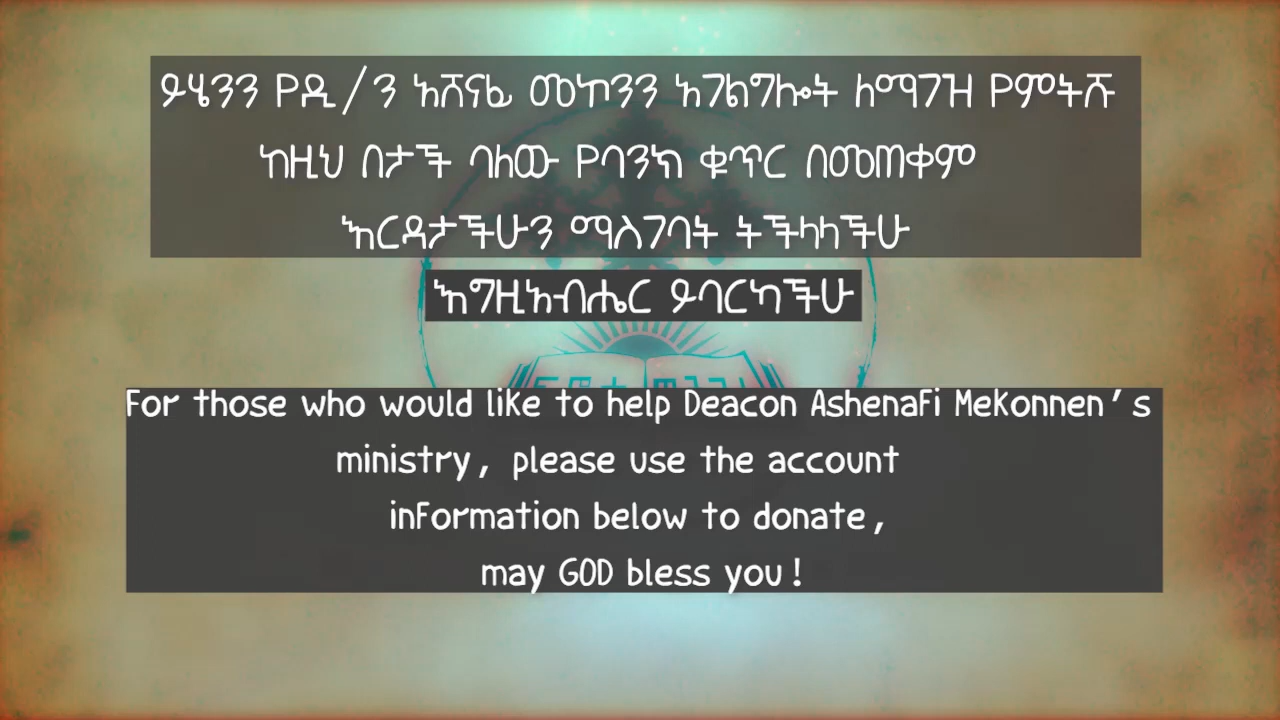 ይሄንን የዲ/ን አሸናፊ መኮንን አገልግሎት ለማገዝ የምትሹ
ከዚህ በታች ባለው የባንክ ቁጥር በመጠቀም
እርዳታችሁን ማስገባት ትችላላችሁ
እግዚአብሔር ይባርካችሁ
For those who would like to help Deacon Ashenafi Mekonnen's
ministry, please use the account
information below to donate,
may GOD bless you!